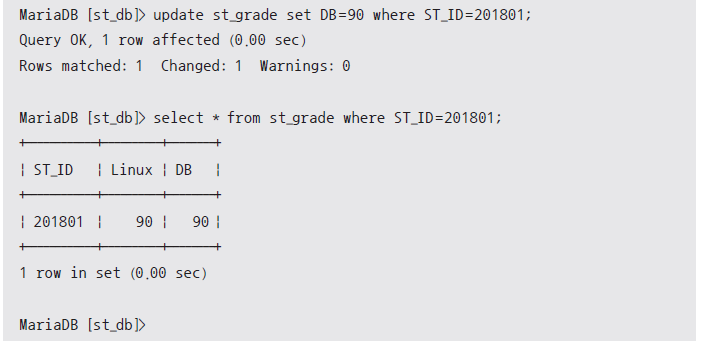 MariaDB [st_db]> update st_grade set DB=90 where ST_ID=201801;
Query OK, 1 row affected (0.00 sec)
Rows matched: 1  Changed: 1  Warnings: 0
MariaDB [st_db]> select * from st_grade where ST_ID=201801;
+--------+-------+------+
| ST_ID  | Linux | DB   |
+--------+-------+------+
| 201801 |    90 |   90 |
+--------+-------+------+
1 row in set (0.00 sec)
MariaDB [st_db]>